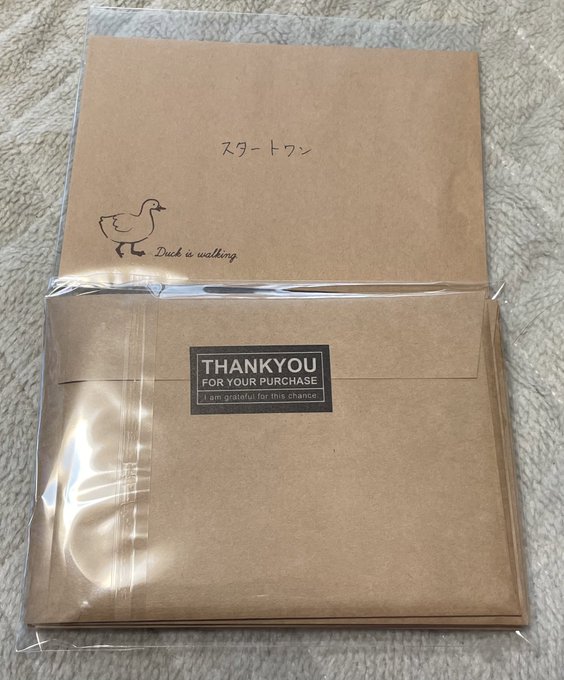 スタートワン
Duck is walking.
THANKYOU
FOR YOUR PURCHASE
I am grateful for this chance.